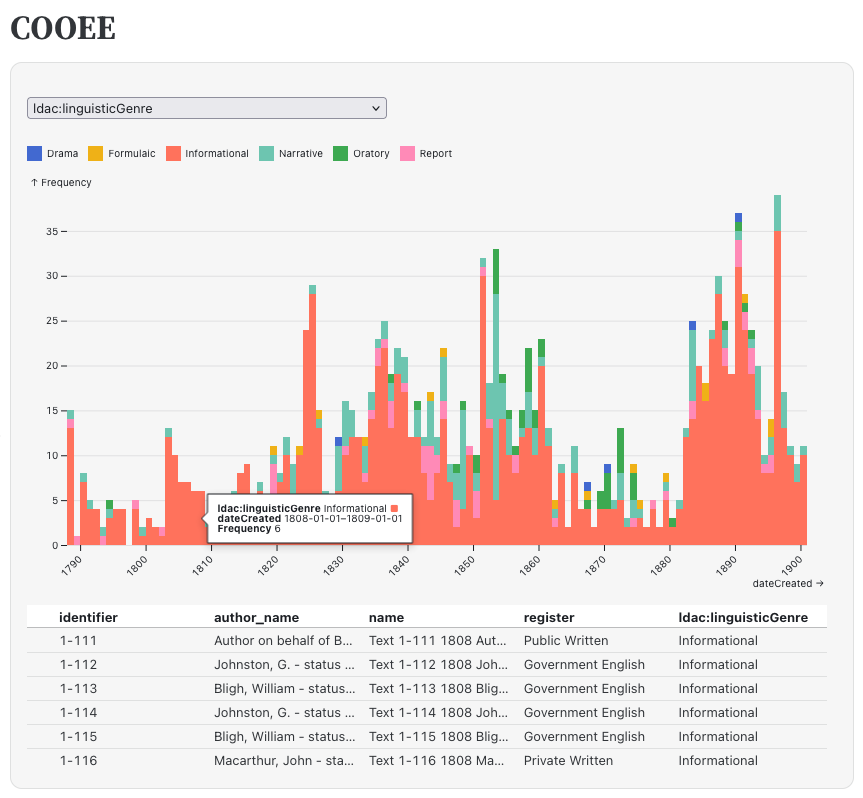 COOEE
ldac:linguisticGenre
Drama Formulaic Informational Narrative Oratory Report
↑ Frequency
35
30
25
20
15
10
5
0
ldac:linguisticGenre Informational
dateCreated 1808-01-01–1809-01-01
Frequency 6
1790 1800 1810 1820 1830 1840 1850 1860 1870 1880 1890 1900
dateCreated →
identifier author_name name register ldac:linguisticGenre
1-111 Author on behalf of B... Text 1-111 1808 Aut... Public Written Informational
1-112 Johnston, G. - status ... Text 1-112 1808 Joh... Government English Informational
1-113 Bligh, William - status... Text 1-113 1808 Blig... Government English Informational
1-114 Johnston, G. - status ... Text 1-114 1808 Joh... Government English Informational
1-115 Bligh, William - status... Text 1-115 1808 Blig... Government English Informational
1-116 Macarthur, John - sta... Text 1-116 1808 Ma... Private Written Informational